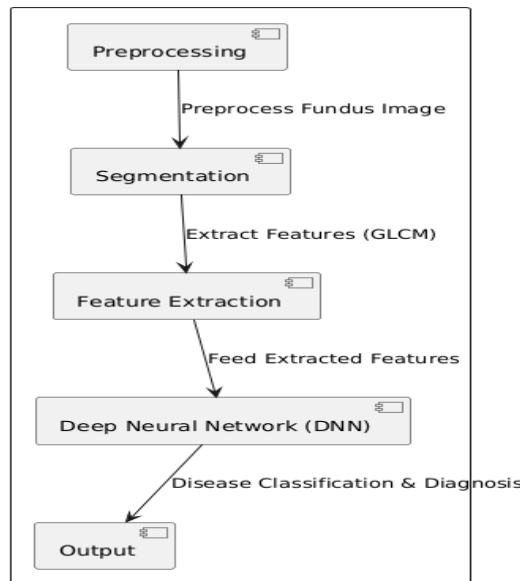 Preprocessing
Preprocess Fundus Image
Segmentation
Extract Features (GLCM)
Feature Extraction
Feed Extracted Features
Deep Neural Network (DNN)
Disease Classification & Diagnosis
Output